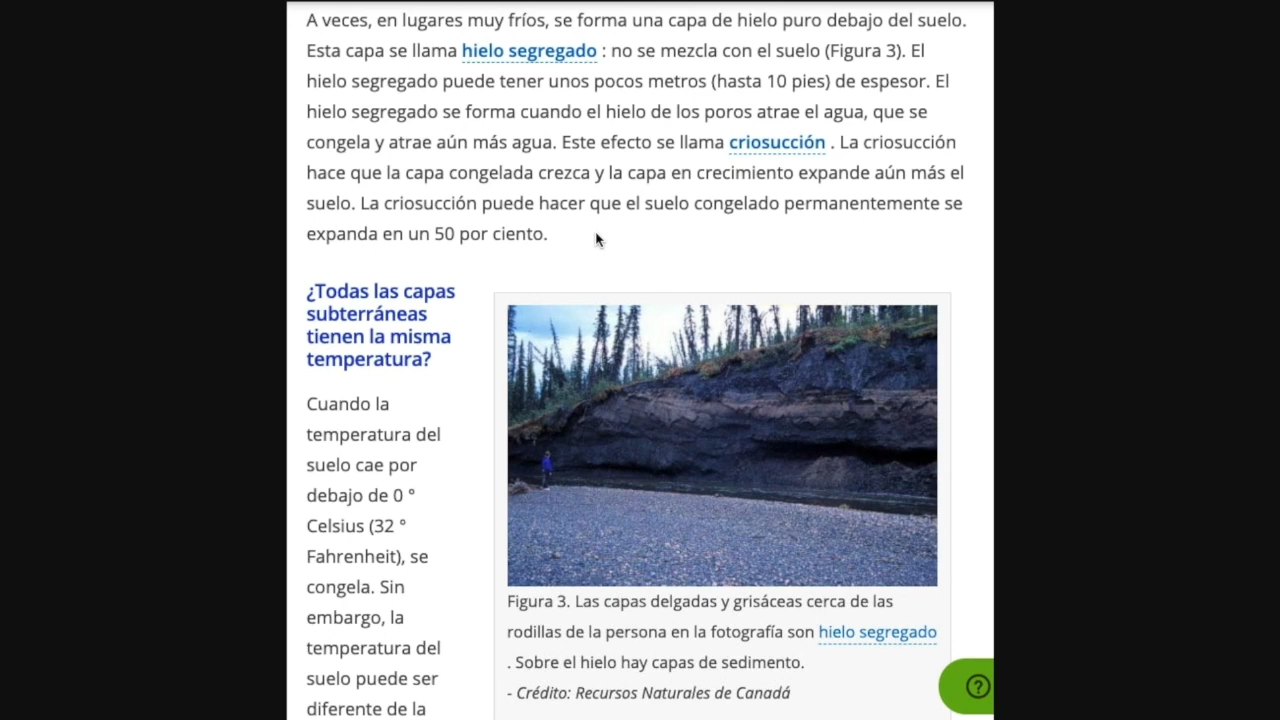 A veces, en lugares muy fríos, se forma una capa de hielo puro debajo del suelo.
Esta capa se llama hielo segregado : no se mezcla con el suelo (Figura 3). El
hielo segregado puede tener unos pocos metros (hasta 10 pies) de espesor. El
hielo segregado se forma cuando el hielo de los poros atrae el agua, que se
congela y atrae aún más agua. Este efecto se llama criosucción . La criosucción
hace que la capa congelada crezca y la capa en crecimiento expande aún más el
suelo. La criosucción puede hacer que el suelo congelado permanentemente se
expanda en un 50 por ciento.
¿Todas las capas
subterráneas
tienen la misma
temperatura?
Cuando la
temperatura del
suelo cae por
debajo de 0 °
Celsius (32 °
Fahrenheit), se
congela. Sin
embargo, la
temperatura del
suelo puede ser
diferente de la
Figura 3. Las capas delgadas y grisáceas cerca de las
rodillas de la persona en la fotografía son hielo segregado
. Sobre el hielo hay capas de sedimento.
- Crédito: Recursos Naturales de Canadá